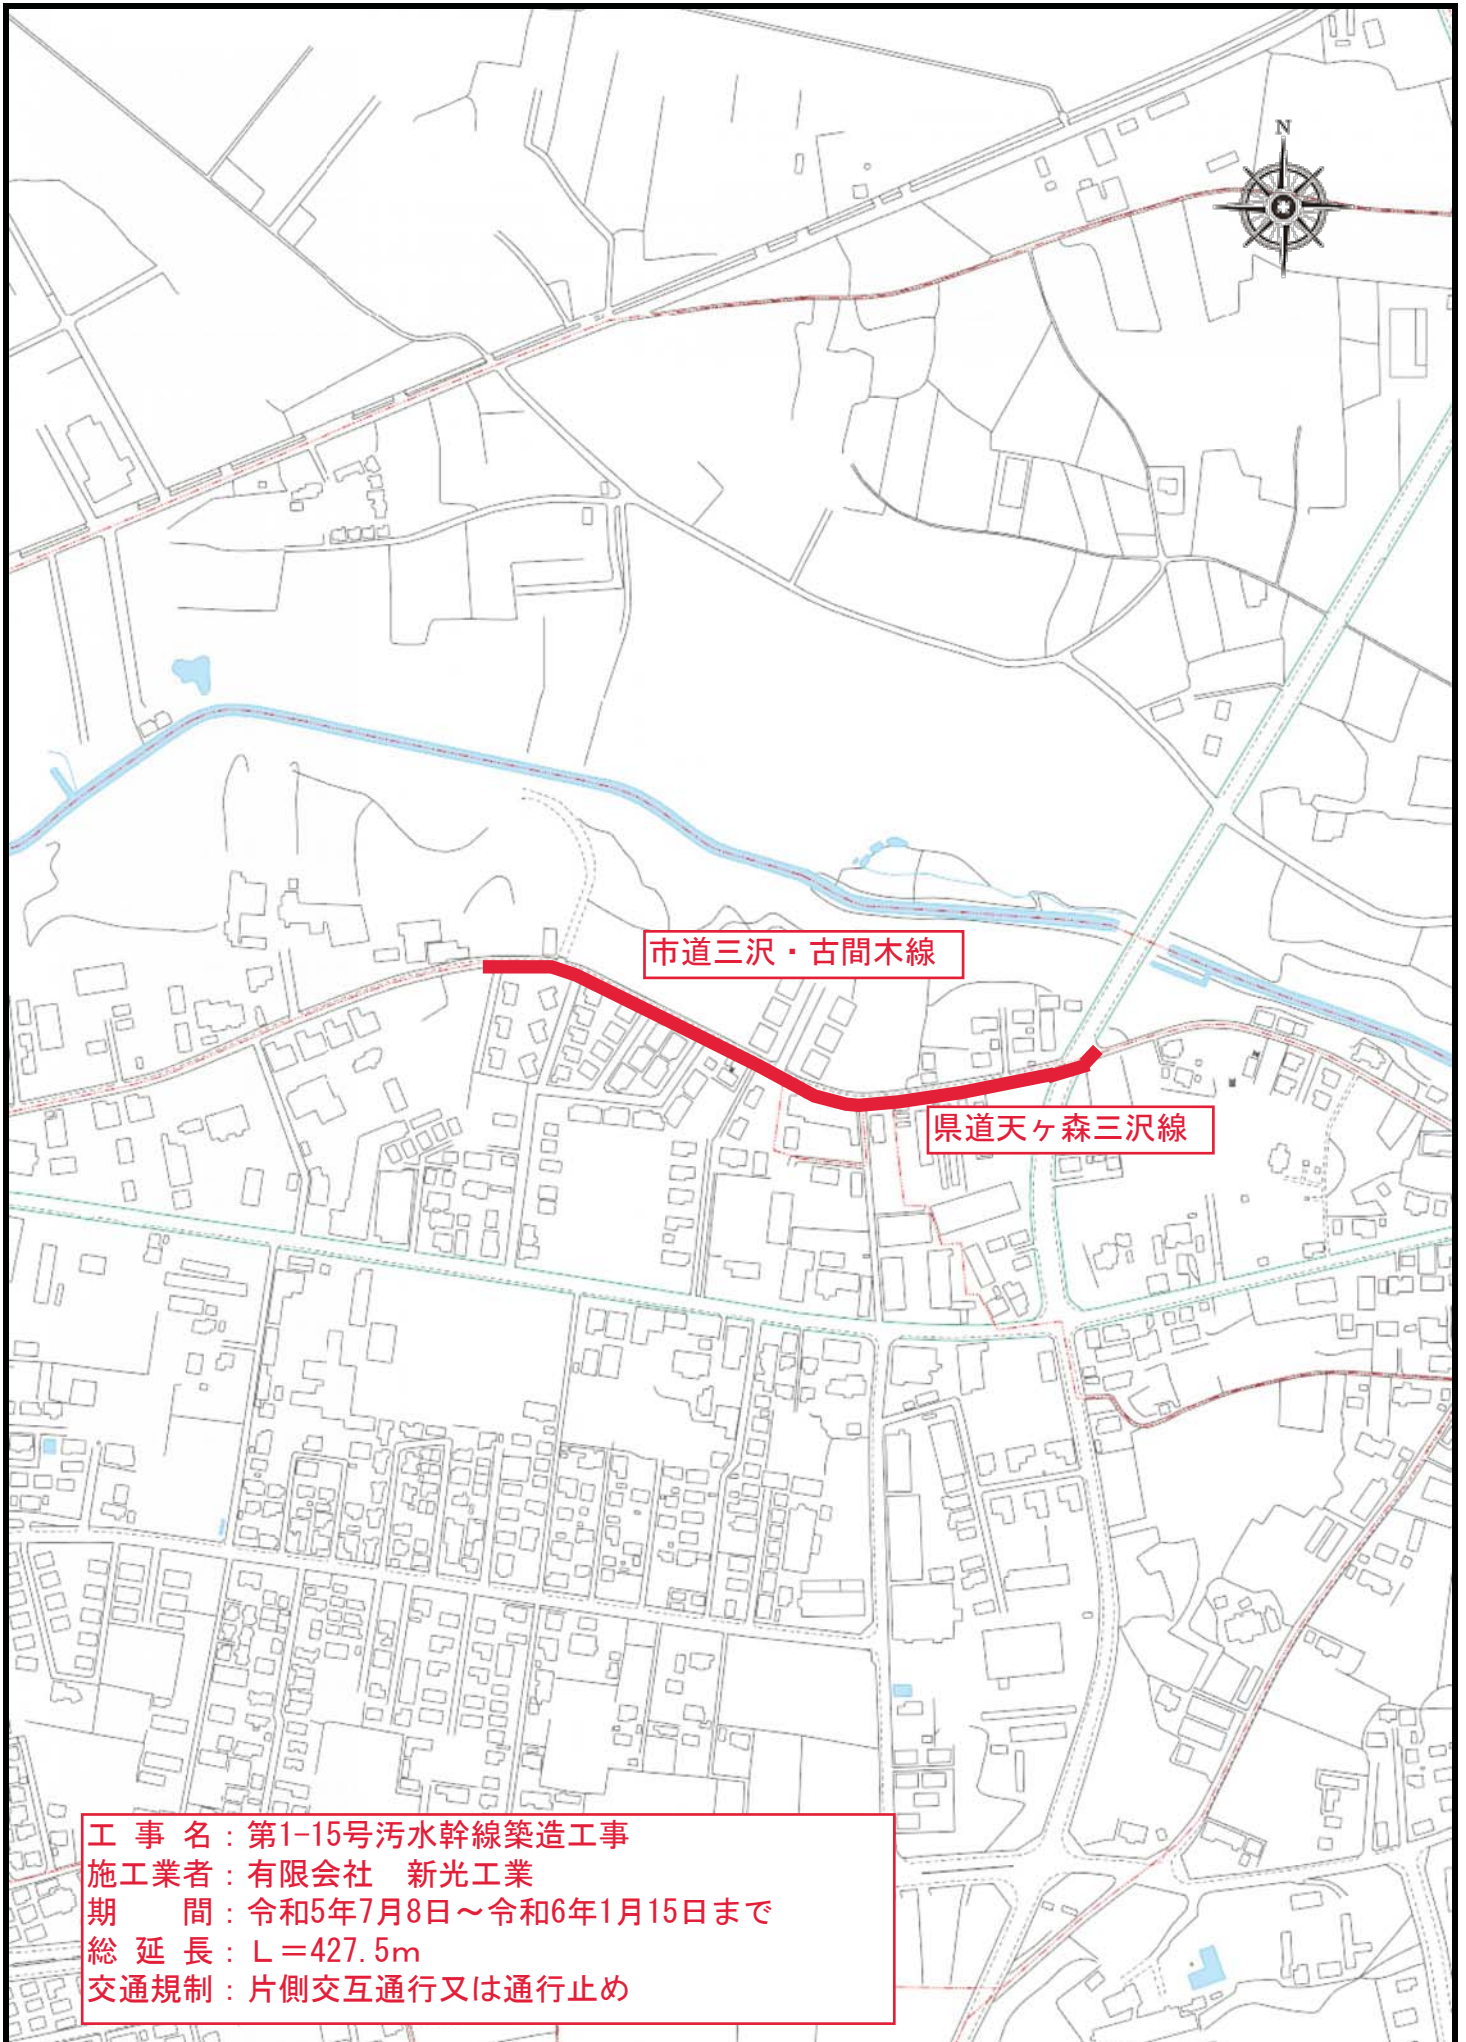 N
市道三沢・古間木線
県道天ヶ森三沢線
工事名：第1-15号汚水幹線築造工事
施工業者：有限会社　新光工業
期　　間：令和5年7月8日～令和6年1月15日まで
総延長：L＝427.5m
交通規制：片側交互通行又は通行止め